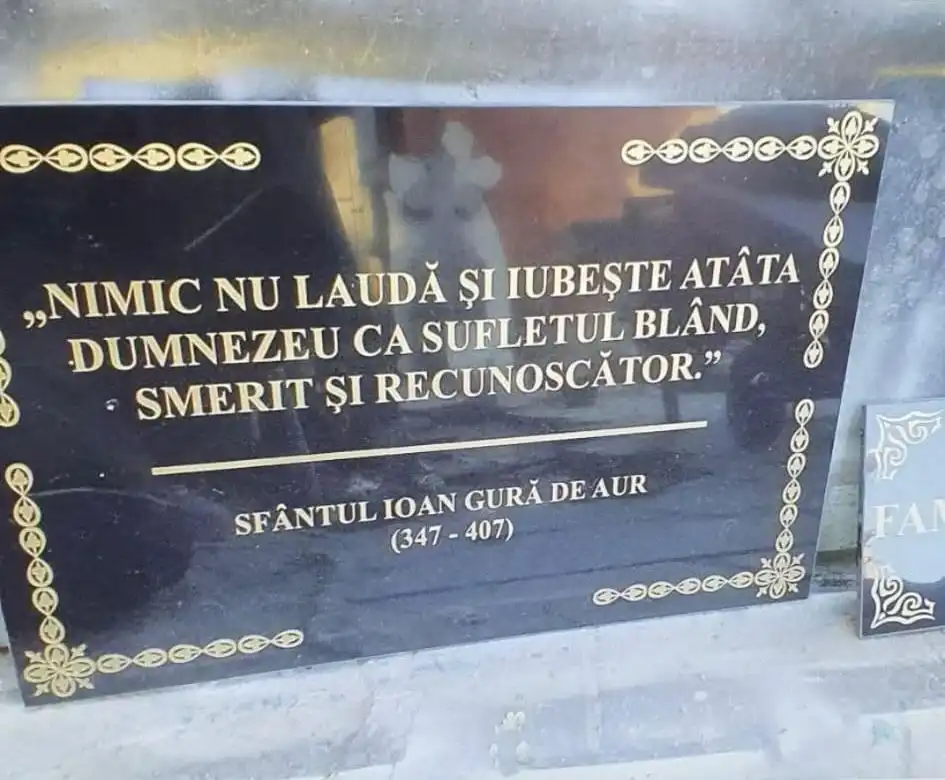 „NIMIC NU LAUDĂ ŞI IUBEŞTE ATÂTA
DUMNEZEU CA SUFLETUL BLÂND,
SMERIT ŞI RECUNOSCĂTOR.”
SFÂNTUL IOAN GURĂ DE AUR
(347 - 407)